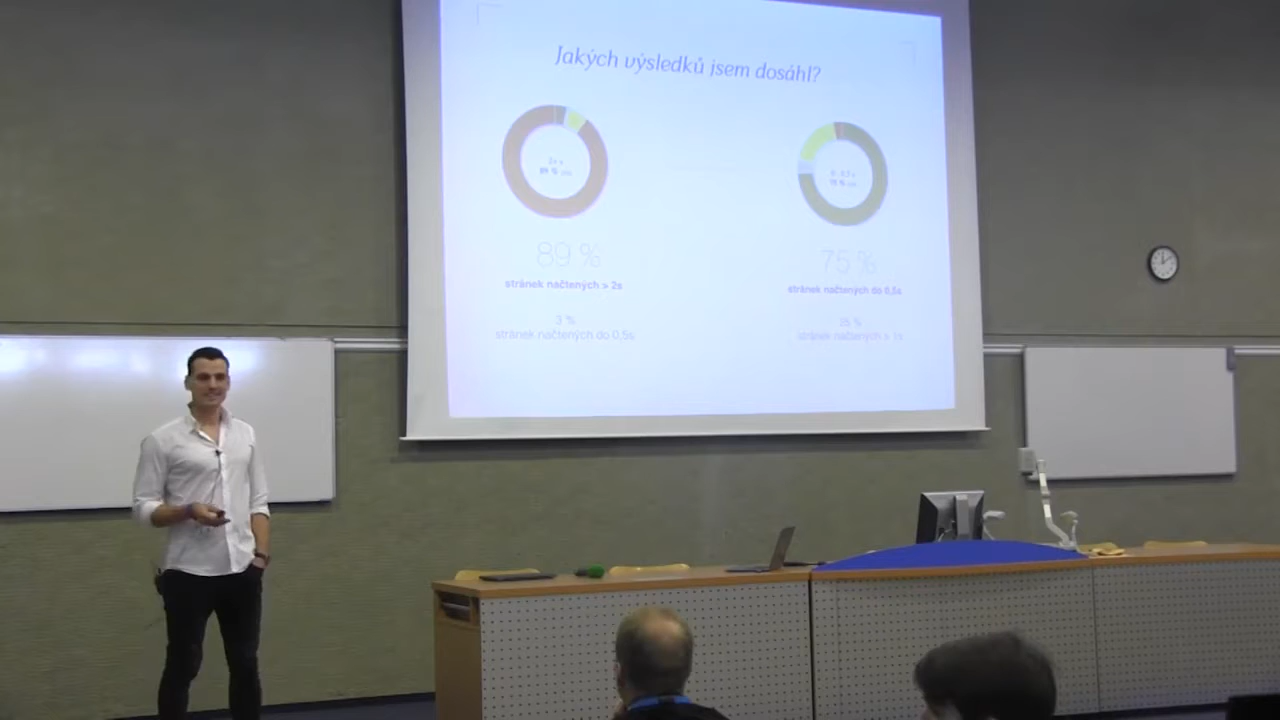 Jakých výsledků jsem dosáhl?
89 %
89 %
stránek načtených > 2s
3 %
stránek načtených do 0,5s
75 %
stránek načtených do 0,5s
stránek načtených > 1s